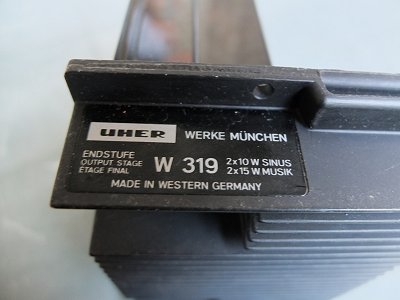 UHER WERKE MÜNCHEN
ENDSTUFE
OUTPUT STAGE
ÉTAGE FINAL
W 319
2x10 W SINUS
2x15 W MUSIK
MADE IN WESTERN GERMANY